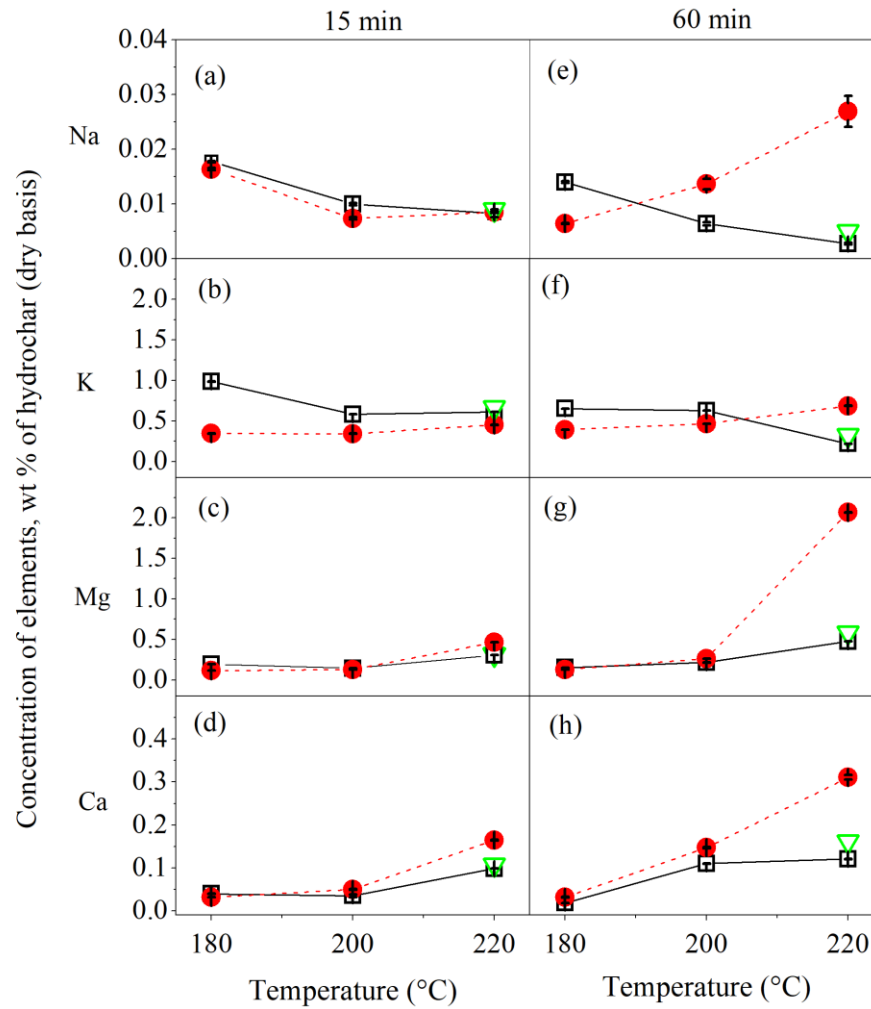 15 min
60 min
Concentration of elements, wt % of hydrochar (dry basis)
Na
0.04
0.03
0.02
0.01
0.00
(a)
(e)
K
2.0
1.5
1.0
0.5
0.0
(b)
(f)
Mg
2.0
1.5
1.0
0.5
0.0
(c)
(g)
Ca
0.4
0.3
0.2
0.1
0.0
(d)
(h)
180
200
220
180
200
220
Temperature (°C)
Temperature (°C)